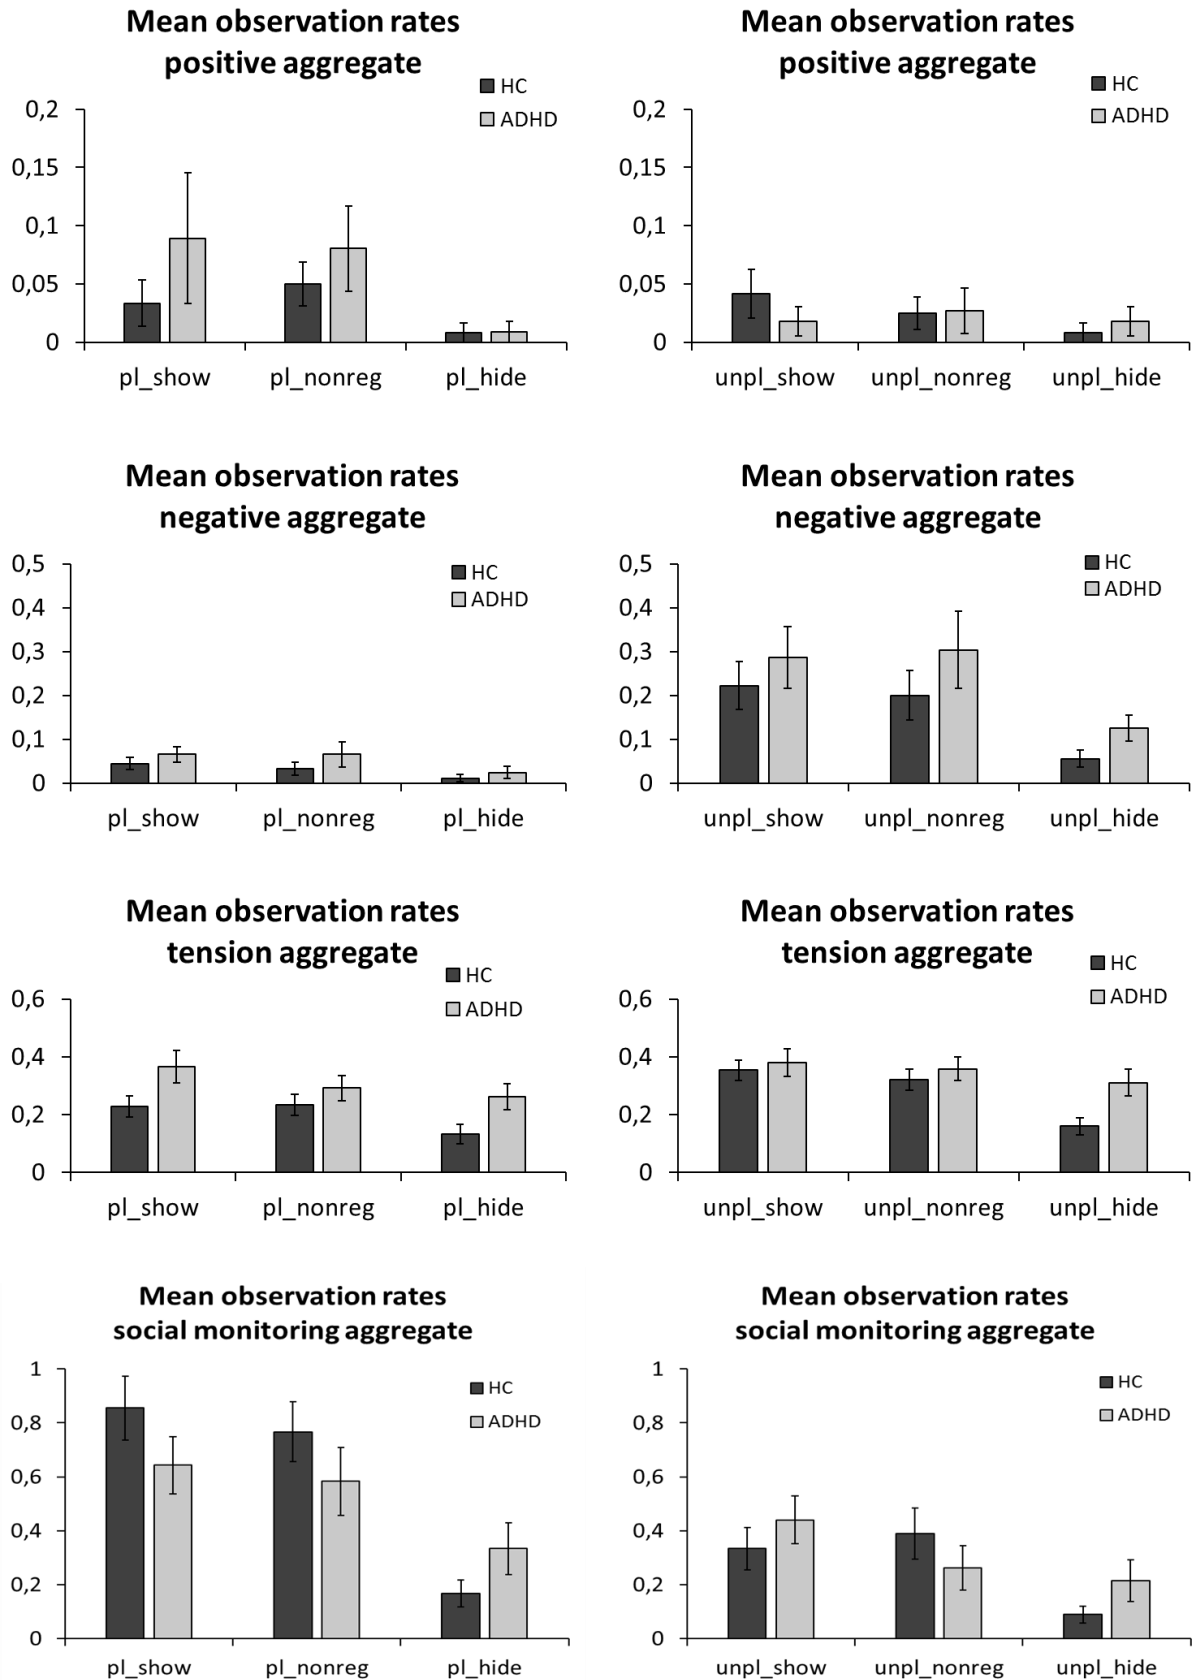 Mean observation rates
positive aggregate
HC
ADHD
0,2
0,15
0,1
0,05
0
pl_show pl_nonreg pl_hide
Mean observation rates
positive aggregate
HC
ADHD
0,2
0,15
0,1
0,05
0
unpl_show unpl_nonreg unpl_hide
Mean observation rates
negative aggregate
HC
ADHD
0,5
0,4
0,3
0,2
0,1
0
pl_show pl_nonreg pl_hide
Mean observation rates
negative aggregate
HC
ADHD
0,5
0,4
0,3
0,2
0,1
0
unpl_show unpl_nonreg unpl_hide
Mean observation rates
tension aggregate
HC
ADHD
0,6
0,4
0,2
0
pl_show pl_nonreg pl_hide
Mean observation rates
tension aggregate
HC
ADHD
0,6
0,4
0,2
0
unpl_show unpl_nonreg unpl_hide
Mean observation rates
social monitoring aggregate
HC
ADHD
1
0,8
0,6
0,4
0,2
0
pl_show pl_nonreg pl_hide
Mean observation rates
social monitoring aggregate
HC
ADHD
1
0,8
0,6
0,4
0,2
0
unpl_show unpl_nonreg unpl_hide